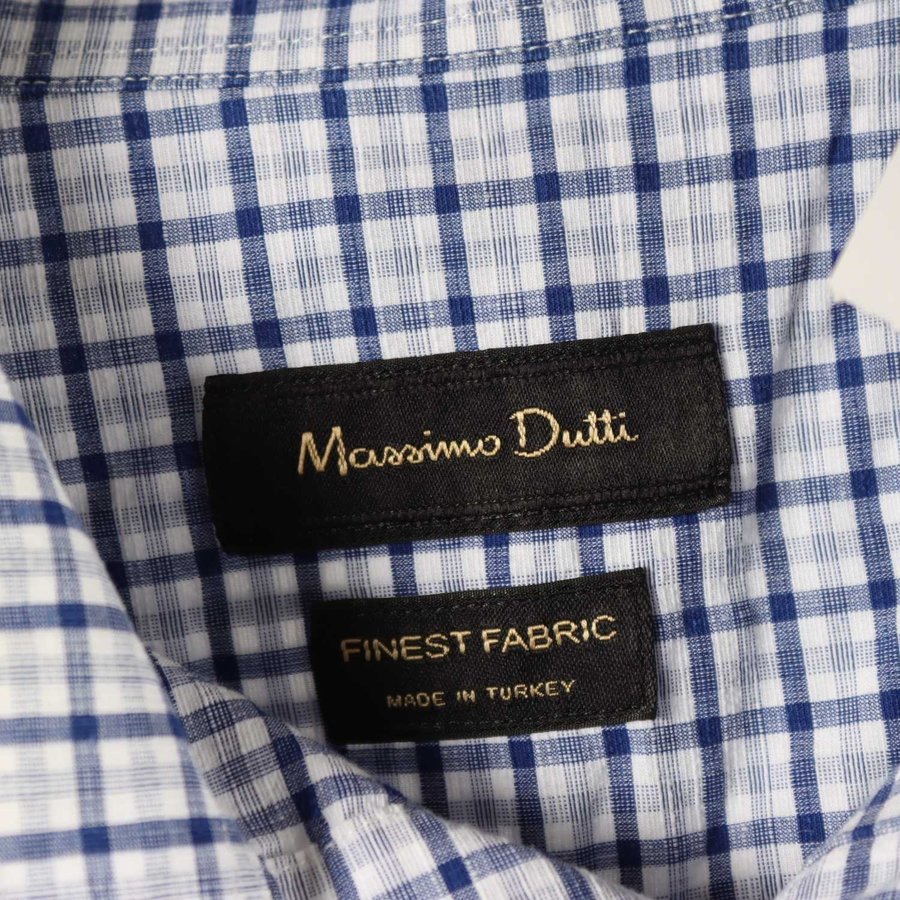 Massimo Dutti
FINEST FABRIC
MADE IN TURKEY